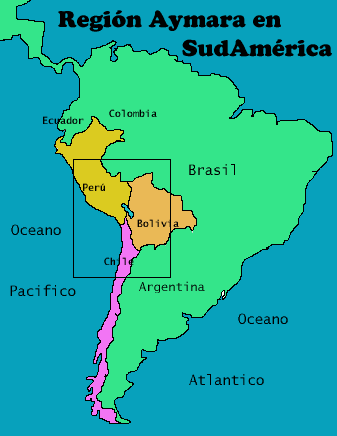 Región Aymara en
SudAmérica
Colombia
Ecuador
Brasil
Perú
Bolivia
Oceano
Chile
Pacifico
Argentina
Oceano
Atlantico